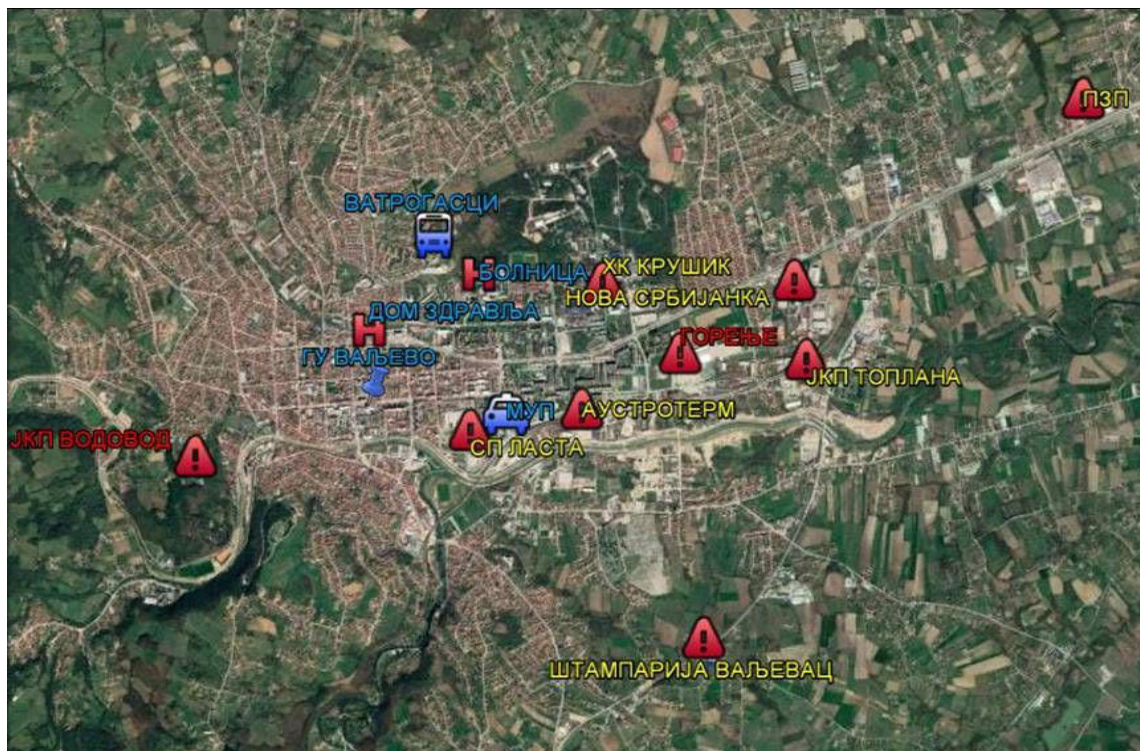 ПЗП
ВАТРОГАСЦИ
БОЛНИЦА
ХК КРУШИК
НОВА СРБИЈАНКА
ДОМ ЗДРАВЉА
ГОРЕЊЕ
ГУ ВАЉЕВО
ЈКП ТОПЛАНА
МУП
АУСТРОТЕРМ
ЈКП ВОДОВОД
СП ЛАСТА
ШТАМПАРИЈА ВАЉЕВАЦ